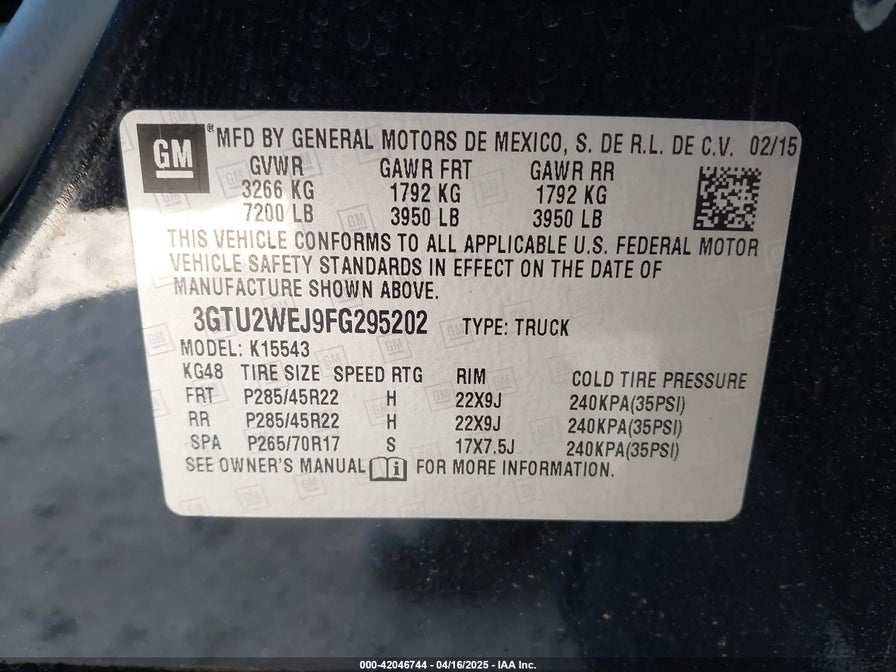 GM ® MFD BY GENERAL MOTORS DE MEXICO, S. DE R.L. DE C.V. 02/15
GVWR GAWR FRT GAWR RR
3266 KG 1792 KG 1792 KG
7200 LB 3950 LB 3950 LB
THIS VEHICLE CONFORMS TO ALL APPLICABLE U.S. FEDERAL MOTOR
VEHICLE SAFETY STANDARDS IN EFFECT ON THE DATE OF
MANUFACTURE SHOWN ABOVE.
3GTU2WEJ9FG295202 TYPE: TRUCK
MODEL: K15543
KG48 TIRE SIZE SPEED RTG RIM COLD TIRE PRESSURE
FRT P285/45R22 H 22X9J 240KPA(35PSI)
RR P285/45R22 H 22X9J 240KPA(35PSI)
SPA P265/70R17 S 17X7.5J 240KPA(35PSI)
SEE OWNER'S MANUAL i FOR MORE INFORMATION.
000-42046744 - 04/16/2025 - IAA Inc.